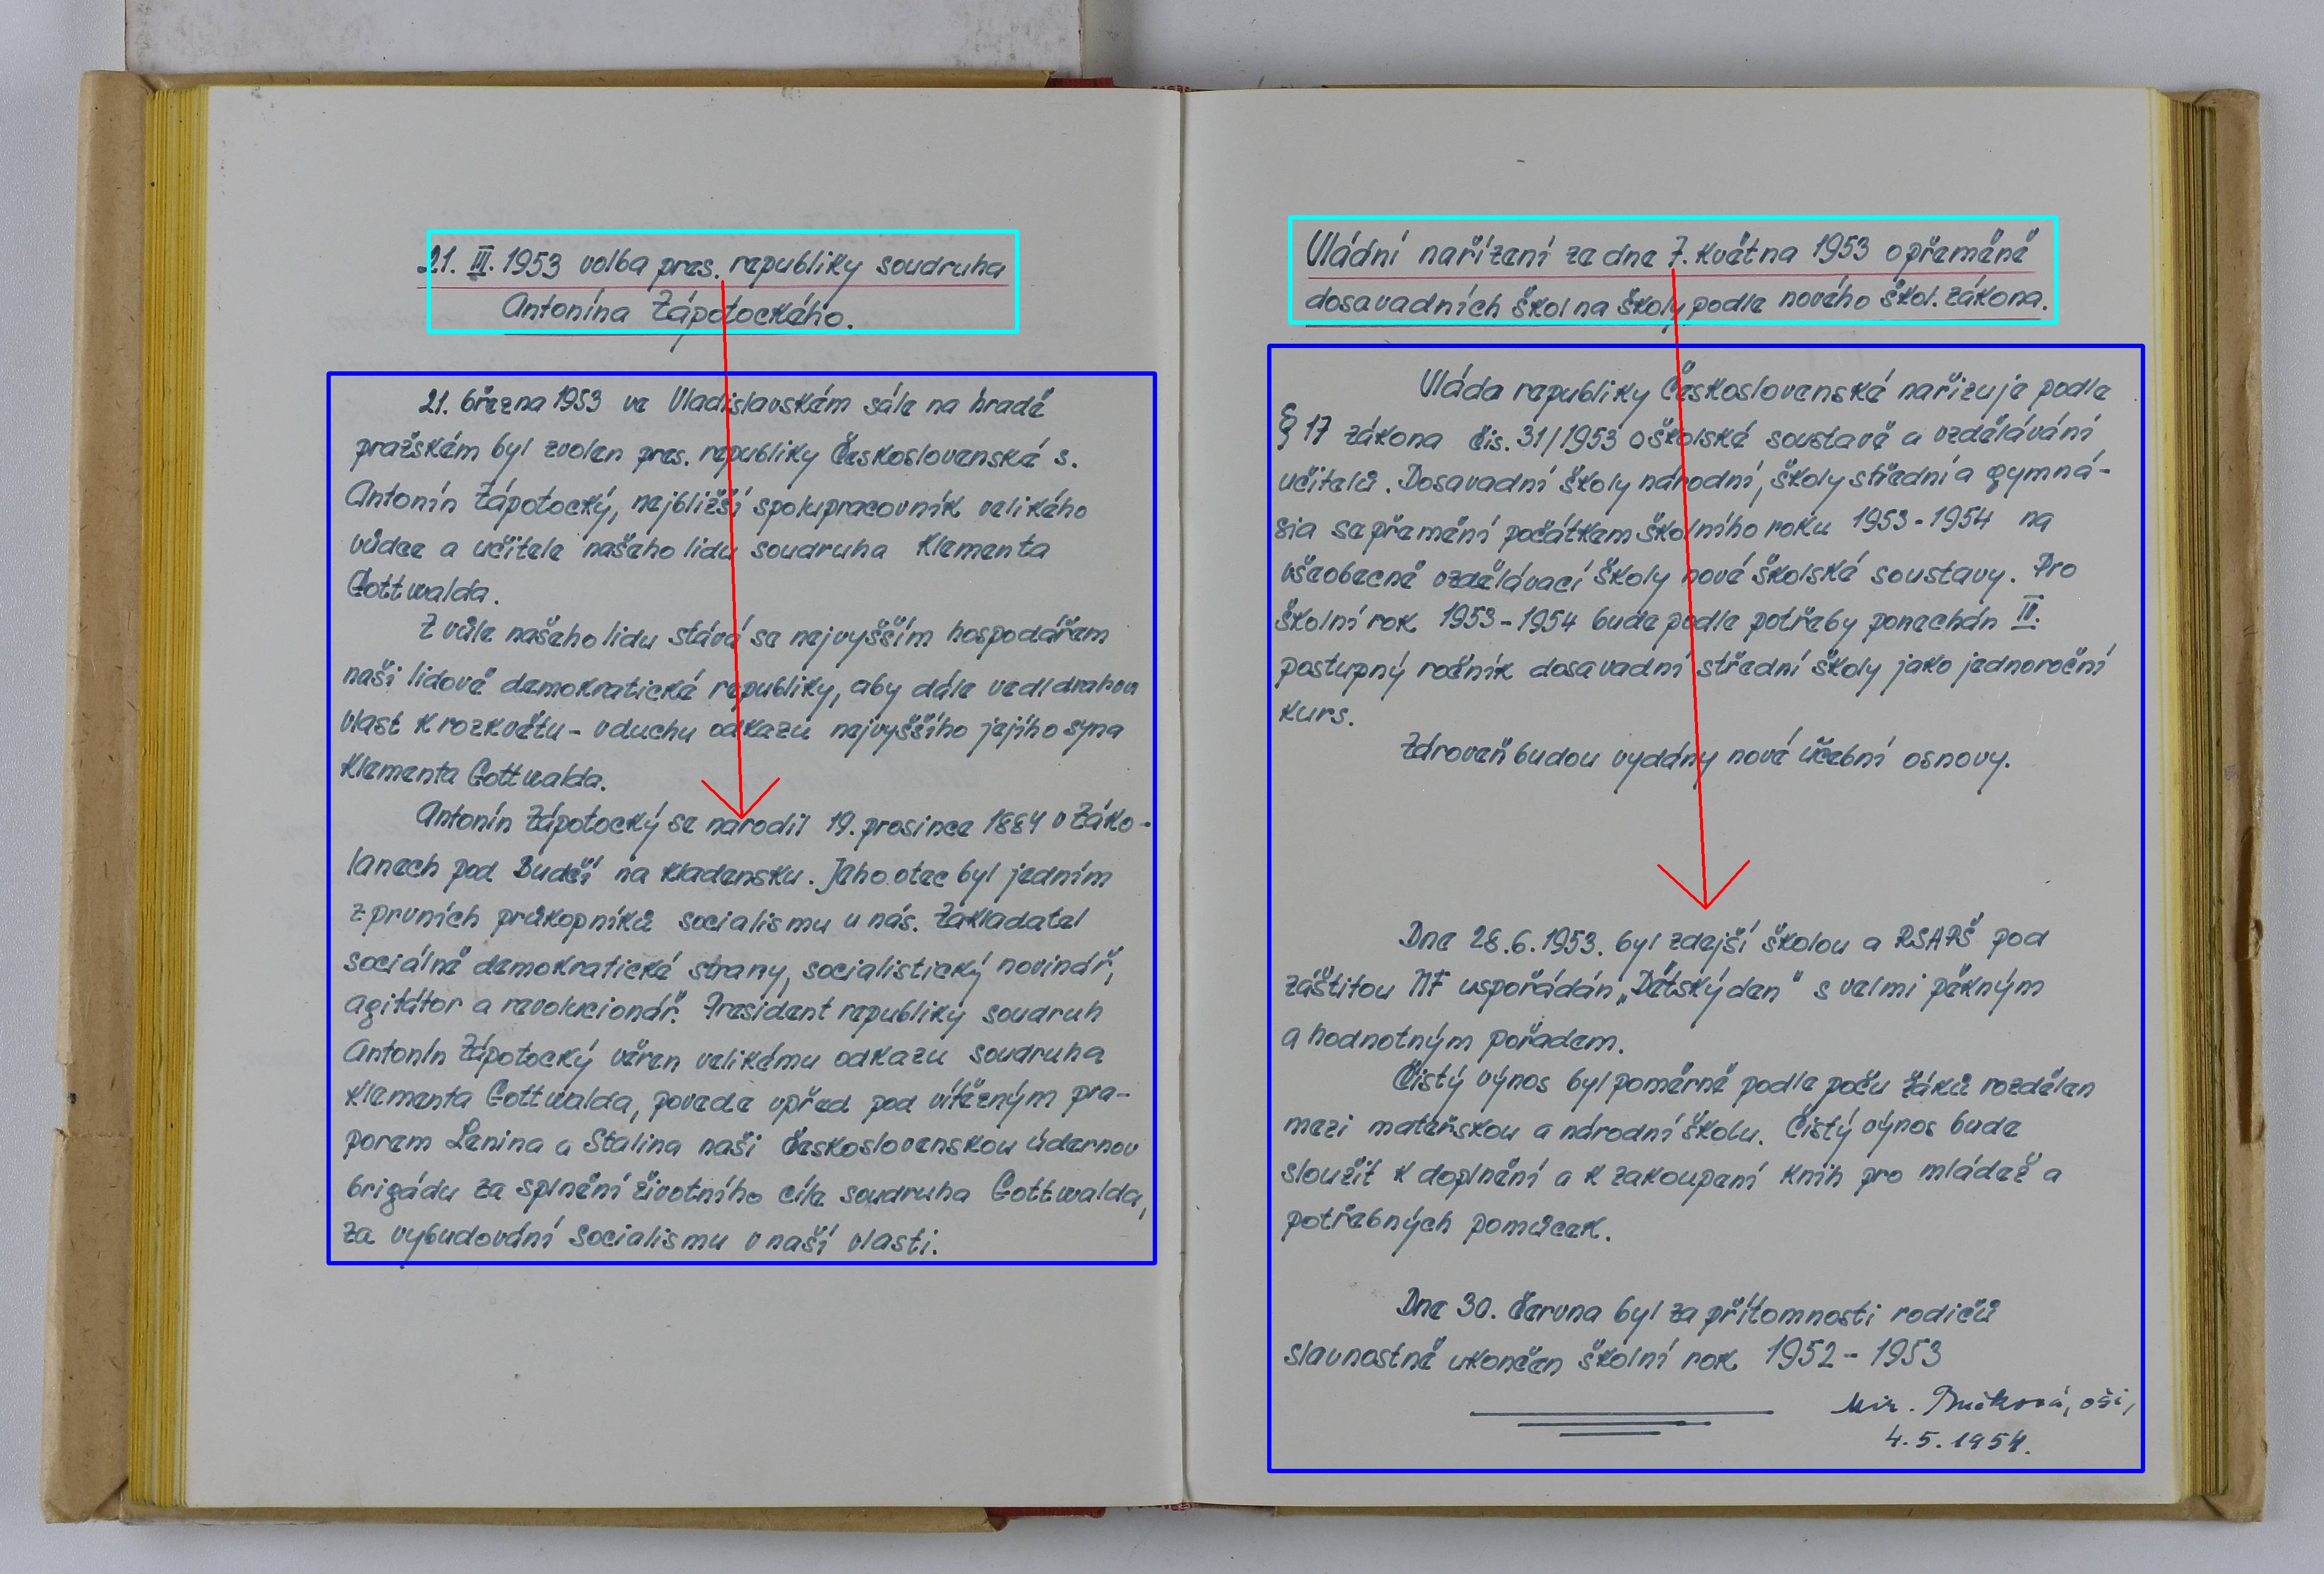 21. III. 1953 volba pres. republiky soudruha
Antonína Zápotockého.
21. března 1953 ve Vladislavském sále na hradě
pražském byl zvolen pres. republiky Československé s.
Antonín Zápotocký, nejbližší spolupracovník velikého
vůdce a učitele našeho lidu soudruha Klementa
Gottwalda.
Z vůle našeho lidu stává se nejvyšším hospodářem
naši lidově demokratické republiky, aby dále vedl drahou
vlast k rozkvětu - v duchu odkazu nejvyššího jejího syna
Klementa Gottwalda.
Antonín Zápotocký se narodil 19. prosince 1884 v Záko-
lanech pod Budčí na Kladensku. Jeho otec byl jedním
z prvních průkopníků socialismu u nás. Zakladatel
sociálně demokratické strany, socialistický novinář,
agitátor a revolucionář. President republiky soudruh
Antonín Zápotocký věren velikému odkazu soudruha
Klementa Gottwalda, povede vpřed pod vítězným pra-
porem Lenina a Stalina naši československou údernou
brigádu za splnění životního cíle soudruha Gottwalda,
za vybudování socialismu v naší vlasti.
Vládní nařízení ze dne 7. května 1953 o přeměně
dosavadních škol na školy podle nového škol. zákona.
Vláda republiky Československé nařizuje podle
§ 17 zákona čis. 31/1953 o školské soustavě a vzdělávání
učitelů. Dosavadní školy národní, školy střední a gymná-
sia se přemění počátkem školního roku 1953-1954 na
všeobecně vzdělávací školy nové školské soustavy. Pro
školní rok 1953-1954 bude podle potřeby ponechán II.
postupný ročník dosavadní střední školy jako jednoroční
kurs.
Zdroveň budou vydány nové učební osnovy.
Dne 28.6.1953. byl zdejší školou a RSAPŠ pod
záštitou NF uspořádán „Dětský den" s velmi pěkným
a hodnotným pořadem.
Čistý výnos byl poměrně podle poču žáků rozdělen
mezi mateřskou a národní školu. Čistý výnos bude
sloužit k doplnění a k zakoupení knih pro mládež a
potřebných pomůcek.
Dne 30. června byl za přítomnosti rodičů
slavnostně ukončen školní rok 1952-1953
Mir.
4.5.1954.